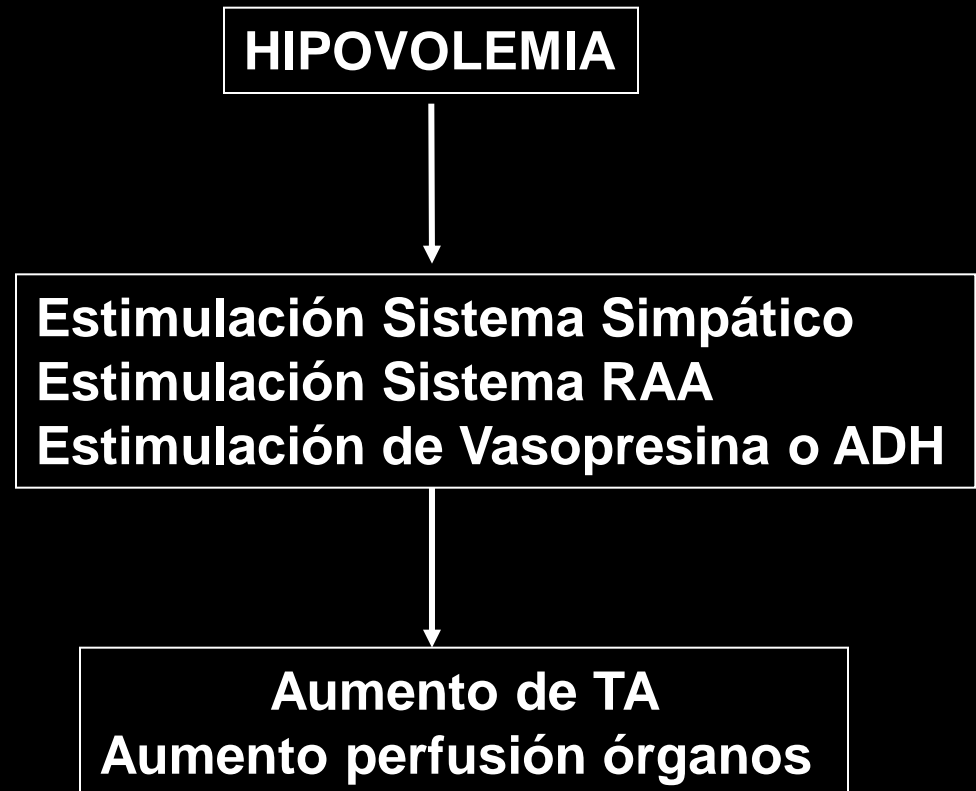 HIPOVOLEMIA
Estimulación Sistema Simpático
Estimulación Sistema RAA
Estimulación de Vasopresina o ADH
Aumento de TA
Aumento perfusión órganos